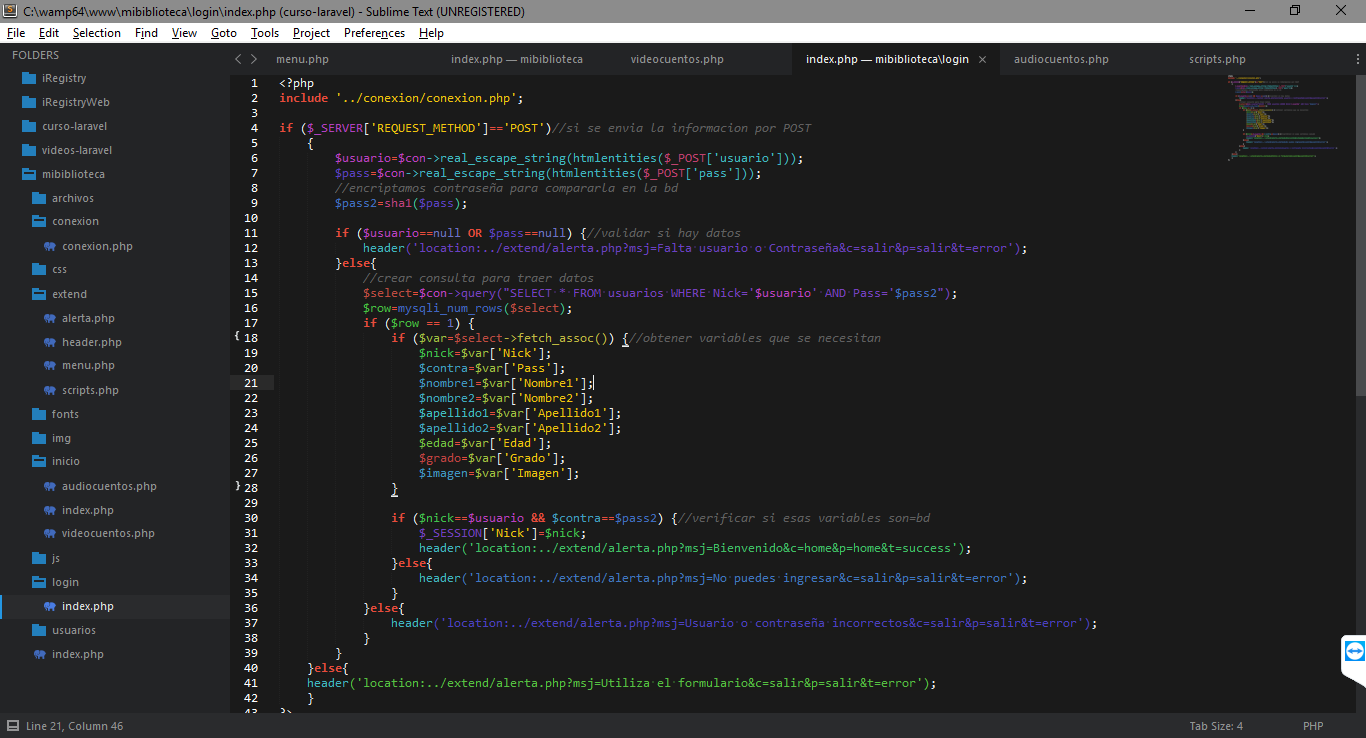 C:\wamp64\www\mibiblioteca\login\index.php (curso-laravel) - Sublime Text (UNREGISTERED)
File Edit Selection Find View Goto Tools Project Preferences Help
FOLDERS
iRegistry
iRegistryWeb
curso-laravel
videos-laravel
mibiblioteca
archivos
conexion
conexion.php
css
extend
alerta.php
header.php
menu.php
scripts.php
fonts
img
inicio
audiocuentos.php
index.php
videocuentos.php
js
login
index.php
usuarios
index.php
menu.php index.php — mibiblioteca videocuentos.php index.php — mibiblioteca\login audiocuentos.php scripts.php
1 <?php
2 include '../conexion/conexion.php';
3
4 if ($_SERVER['REQUEST_METHOD']=='POST')//si se envia la informacion por POST
5 {
6 $usuario=$con->real_escape_string(htmlentities($_POST['usuario']));
7 $pass=$con->real_escape_string(htmlentities($_POST['pass']));
8 //encriptamos contraseña para compararla en la bd
9 $pass2=sha1($pass);
10
11 if ($usuario==null OR $pass==null) {//validar si hay datos
12 header('location:../extend/alerta.php?msj=Falta usuario o Contraseña&c=salir&p=salir&t=error');
13 }else{
14 //crear consulta para traer datos
15 $select=$con->query("SELECT * FROM usuarios WHERE Nick='$usuario' AND Pass='$pass2");
16 $row=mysqli_num_rows($select);
17 if ($row == 1) {
18 if ($var=$select->fetch_assoc()) {//obtener variables que se necesitan
19 $nick=$var['Nick'];
20 $contra=$var['Pass'];
21 $nombre1=$var['Nombre1'];
22 $nombre2=$var['Nombre2'];
23 $apellido1=$var['Apellido1'];
24 $apellido2=$var['Apellido2'];
25 $edad=$var['Edad'];
26 $grado=$var['Grado'];
27 $imagen=$var['Imagen'];
28 }
29
30 if ($nick==$usuario && $contra==$pass2) {//verificar si esas variables son=bd
31 $_SESSION['Nick']=$nick;
32 header('location:../extend/alerta.php?msj=Bienvenido&c=home&p=home&t=success');
33 }else{
34 header('location:../extend/alerta.php?msj=No puedes ingresar&c=salir&p=salir&t=error');
35 }
36 }else{
37 header('location:../extend/alerta.php?msj=Usuario o contraseña incorrectos&c=salir&p=salir&t=error');
38 }
39 }
40 }else{
41 header('location:../extend/alerta.php?msj=Utiliza el formulario&c=salir&p=salir&t=error');
42 }
43 ?>
Line 21, Column 46 Tab Size: 4 PHP